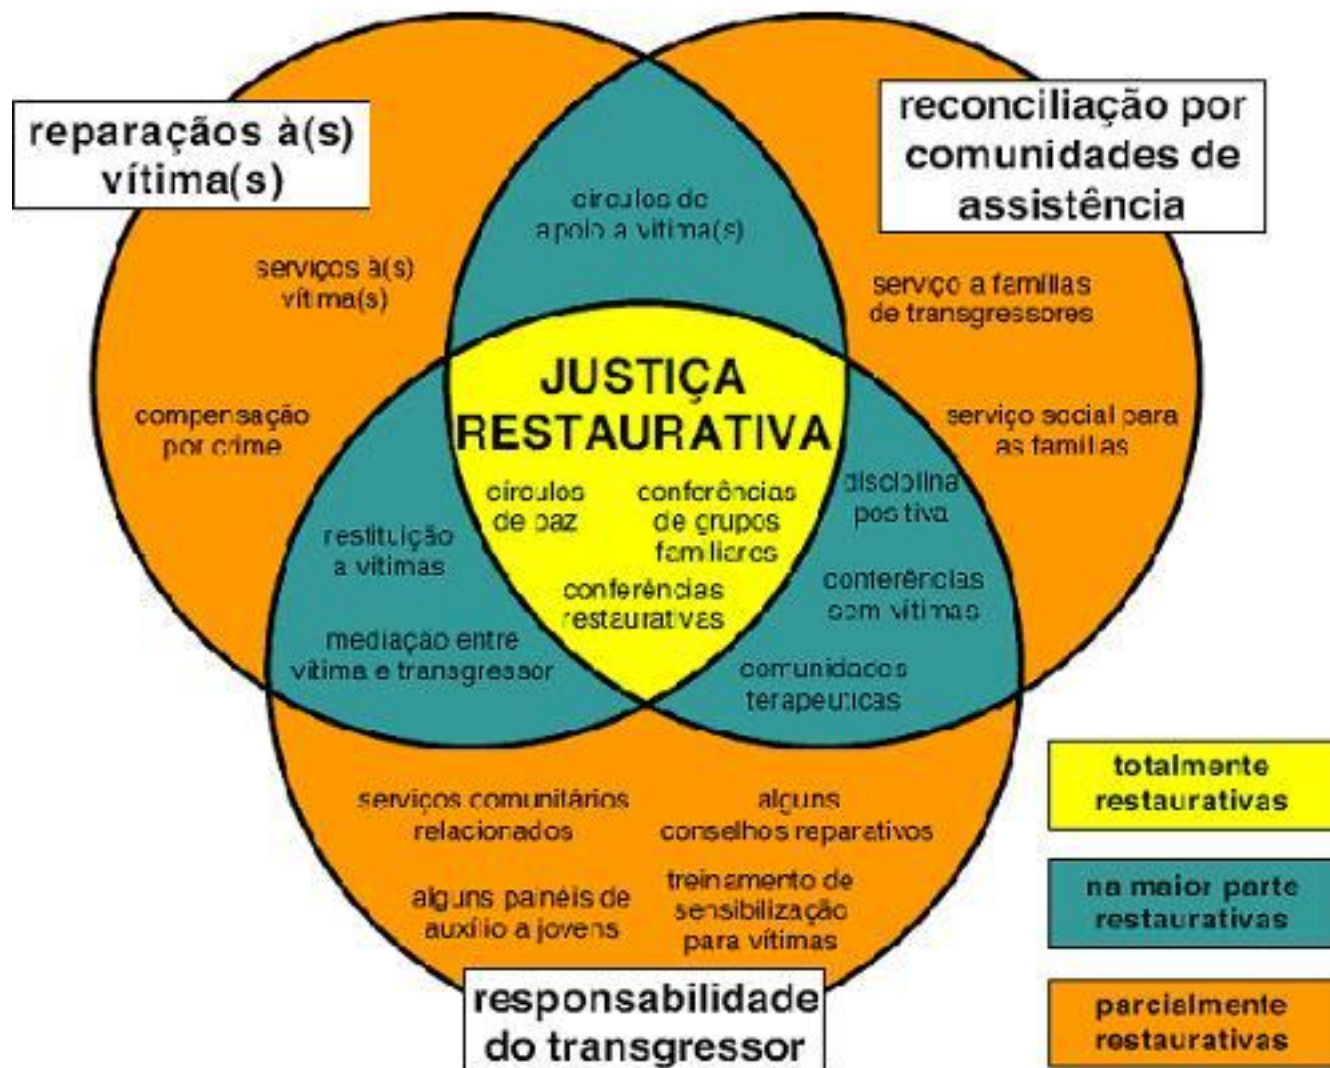 reparaçãos à(s)
vítima(s)
reconciliação por
comunidades de
assistência
círculos de
apoio a vítima(s)
serviços à(s)
vítima(s)
serviço a famílias
de transgressores
JUSTIÇA
RESTAURATIVA
compensação
por crime
serviço social para
as famílias
círculos
de paz
conferências
de grupos
familiares
disciplina
positiva
restituição
a vítimas
conferências
restaurativas
conferências
sem vítimas
mediação entre
vítima e transgressor
comunidades
terapeuticas
serviços comunitários
relacionados
alguns
conselhos reparativos
alguns painéis de
auxílio a jovens
treinamento de
sensibilização
para vítimas
responsabilidade
do transgressor
totalmente
restaurativas
na maior parte
restaurativas
parcialmente
restaurativas